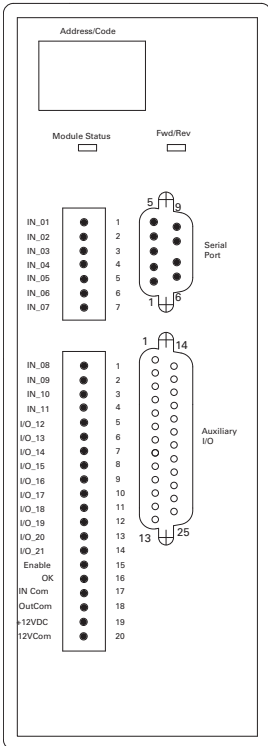 Address/Code
Module Status
Fwd/Rev
5
9
Serial
Port
1
6
IN_01 1
IN_02 2
IN_03 3
IN_04 4
IN_05 5
IN_06 6
IN_07 7
1
14
Auxiliary
I/O
13
25
IN_08 1
IN_09 2
IN_10 3
IN_11 4
I/O_12 5
I/O_13 6
I/O_14 7
I/O_15 8
I/O_16 9
I/O_17 10
I/O_18 11
I/O_19 12
I/O_20 13
I/O_21 14
Enable 15
OK 16
IN Com 17
OutCom 18
+12VDC 19
12VCom 20